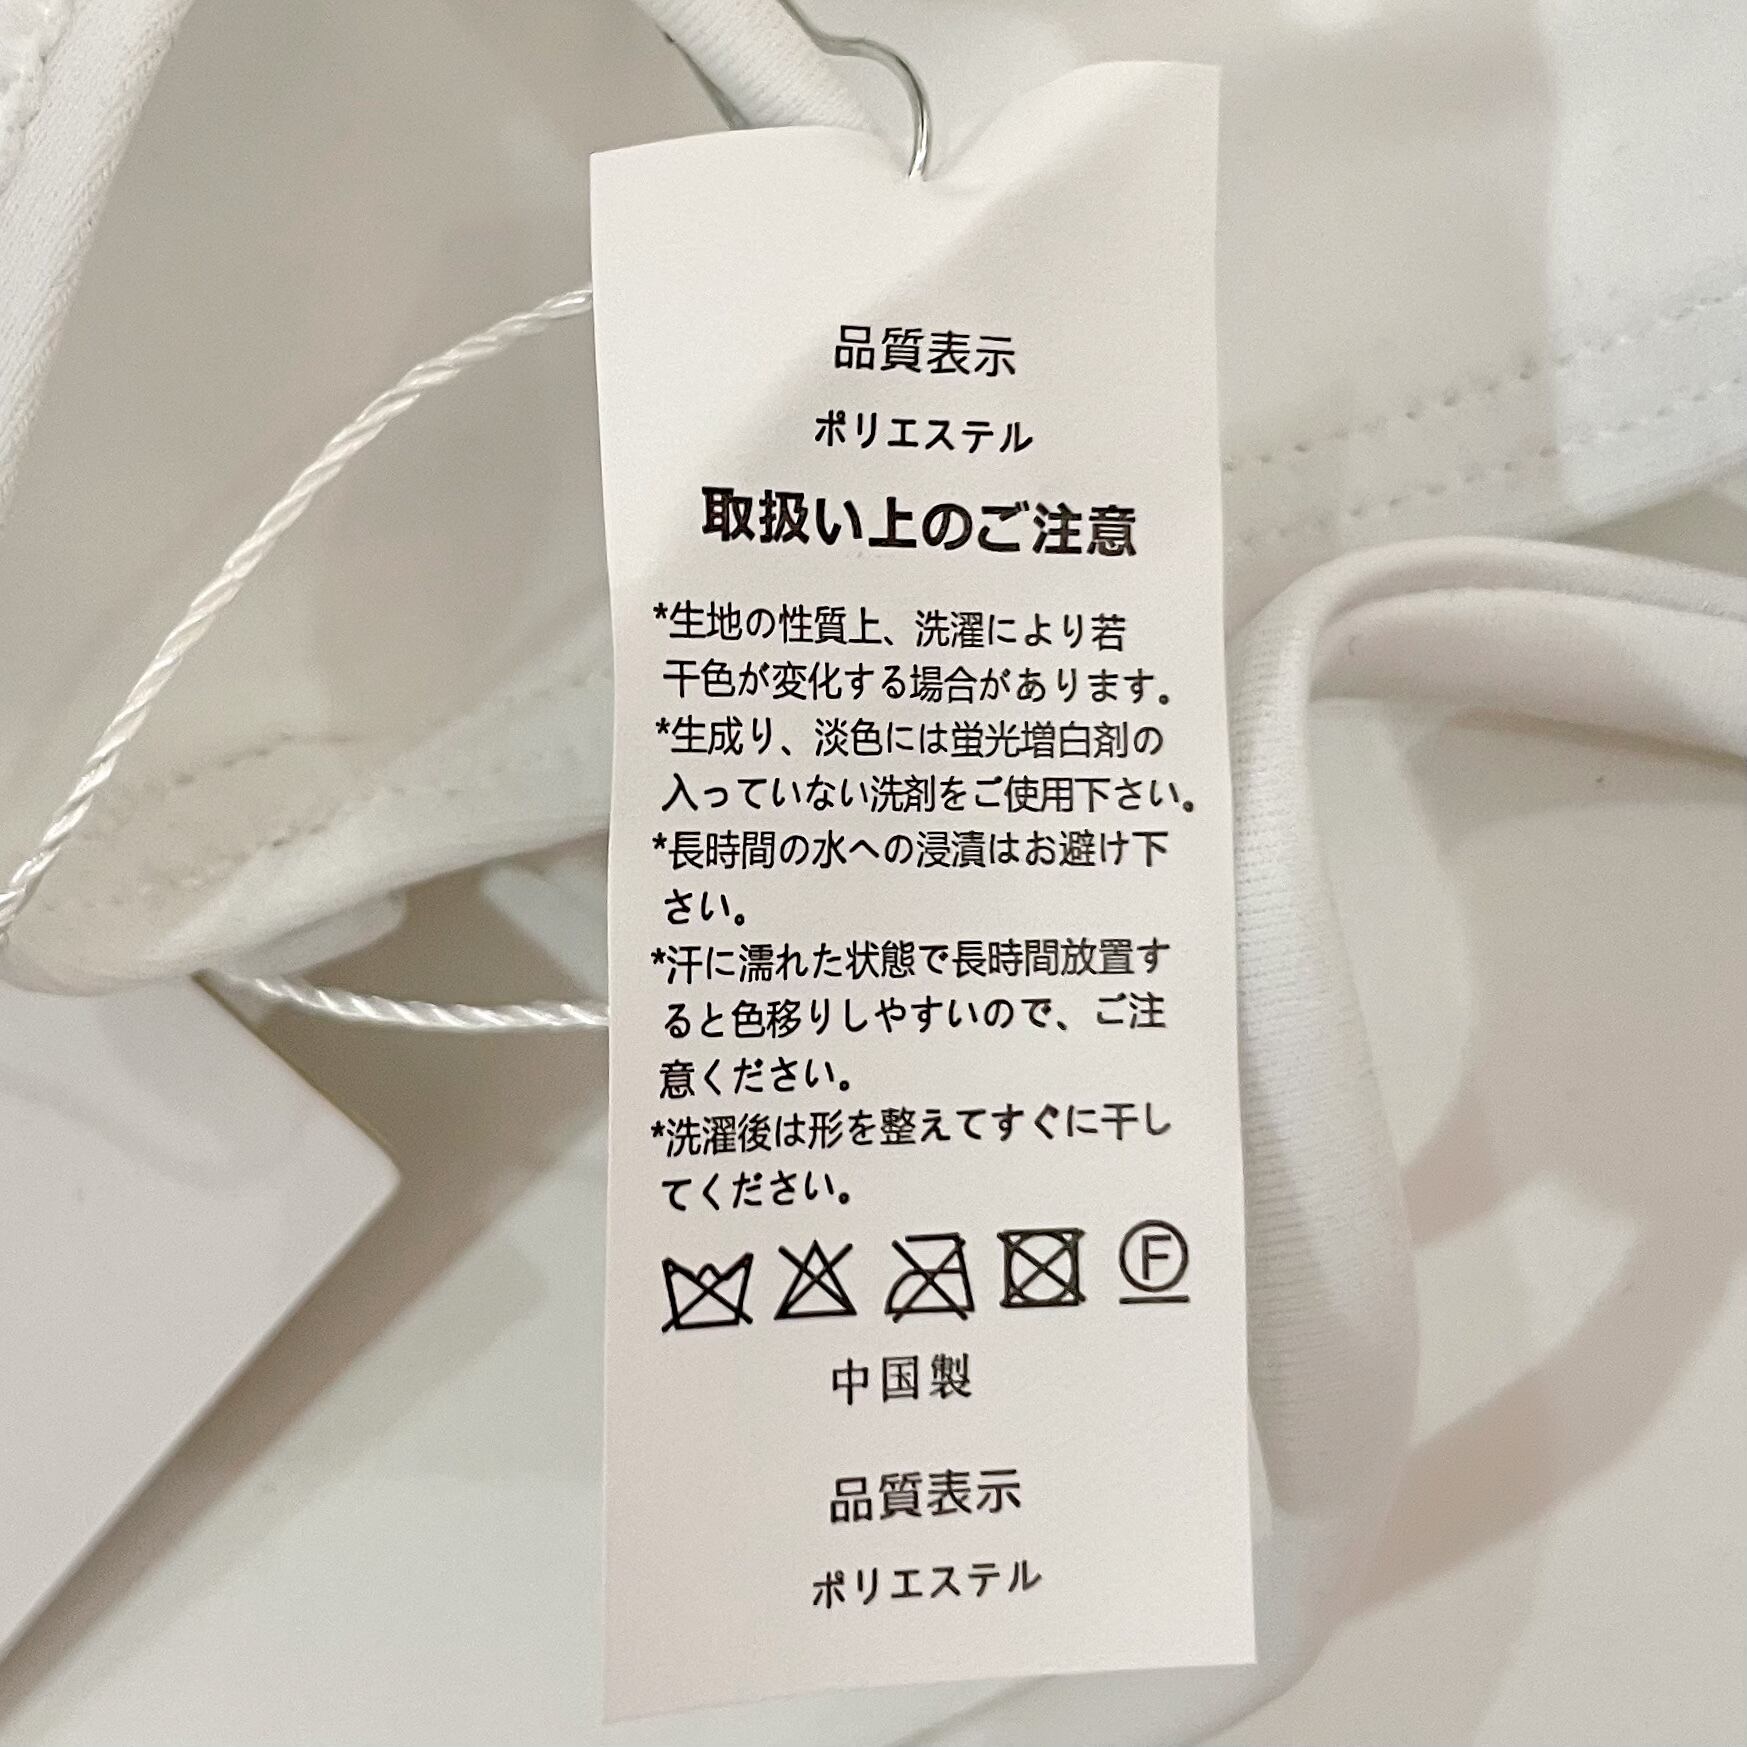 品質表示
ポリエステル
取扱い上のご注意
*生地の性質上、洗濯により若
干色が変化する場合があります。
*生成り、淡色には蛍光増白剤の
入っていない洗剤をご使用下さい。
*長時間の水への浸漬はお避け下
さい。
*汗に濡れた状態で長時間放置す
ると色移りしやすいので、ご注
意ください。
*洗濯後は形を整えてすぐに干し
てください。
F
中国製
品質表示
ポリエステル